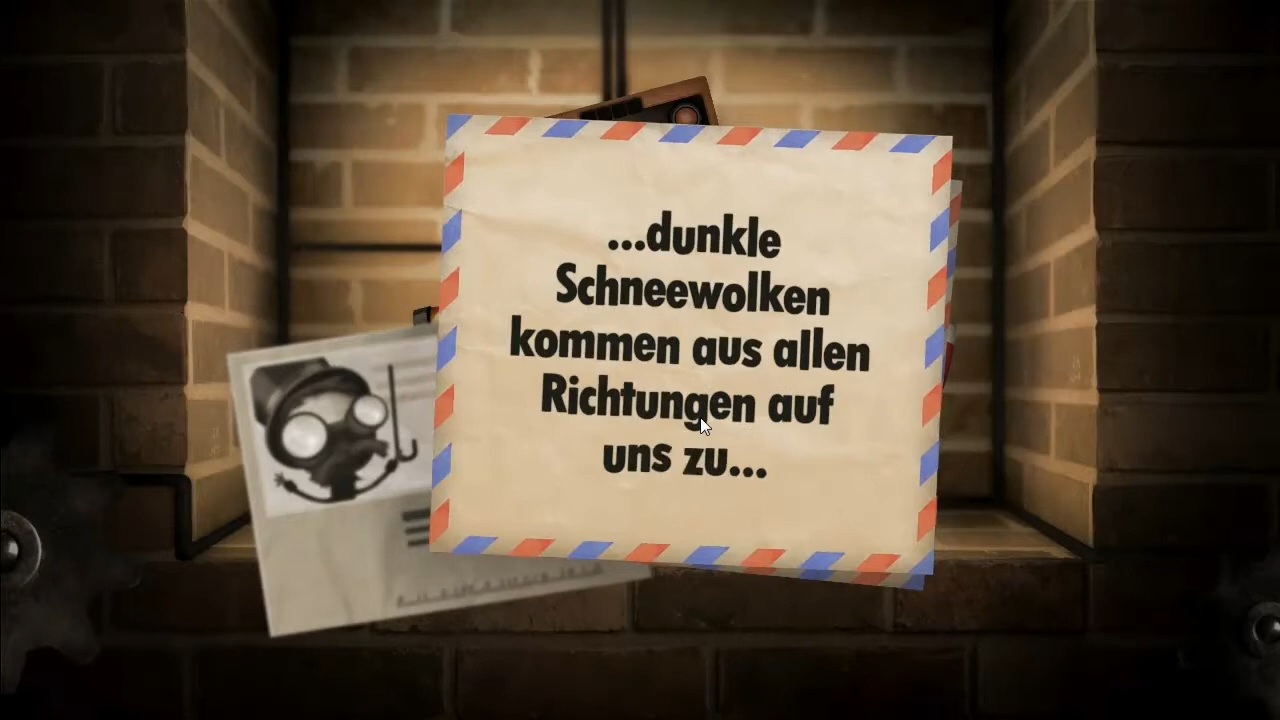 ...dunkle
Schneewolken
kommen aus allen
Richtungen auf
uns zu...